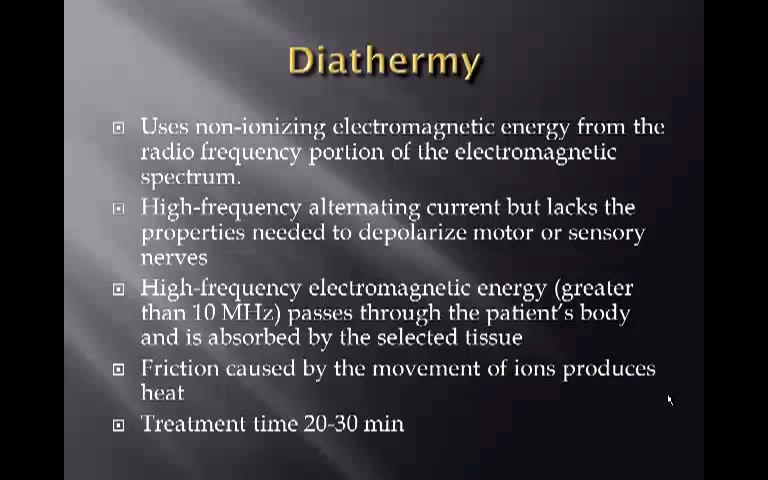 Diathermy
Uses non-ionizing electromagnetic energy from the
radio frequency portion of the electromagnetic
spectrum.
High-frequency alternating current but lacks the
properties needed to depolarize motor or sensory
nerves
High-frequency electromagnetic energy (greater
than 10 MHz) passes through the patient's body
and is absorbed by the selected tissue
Friction caused by the movement of ions produces
heat
Treatment time 20-30 min